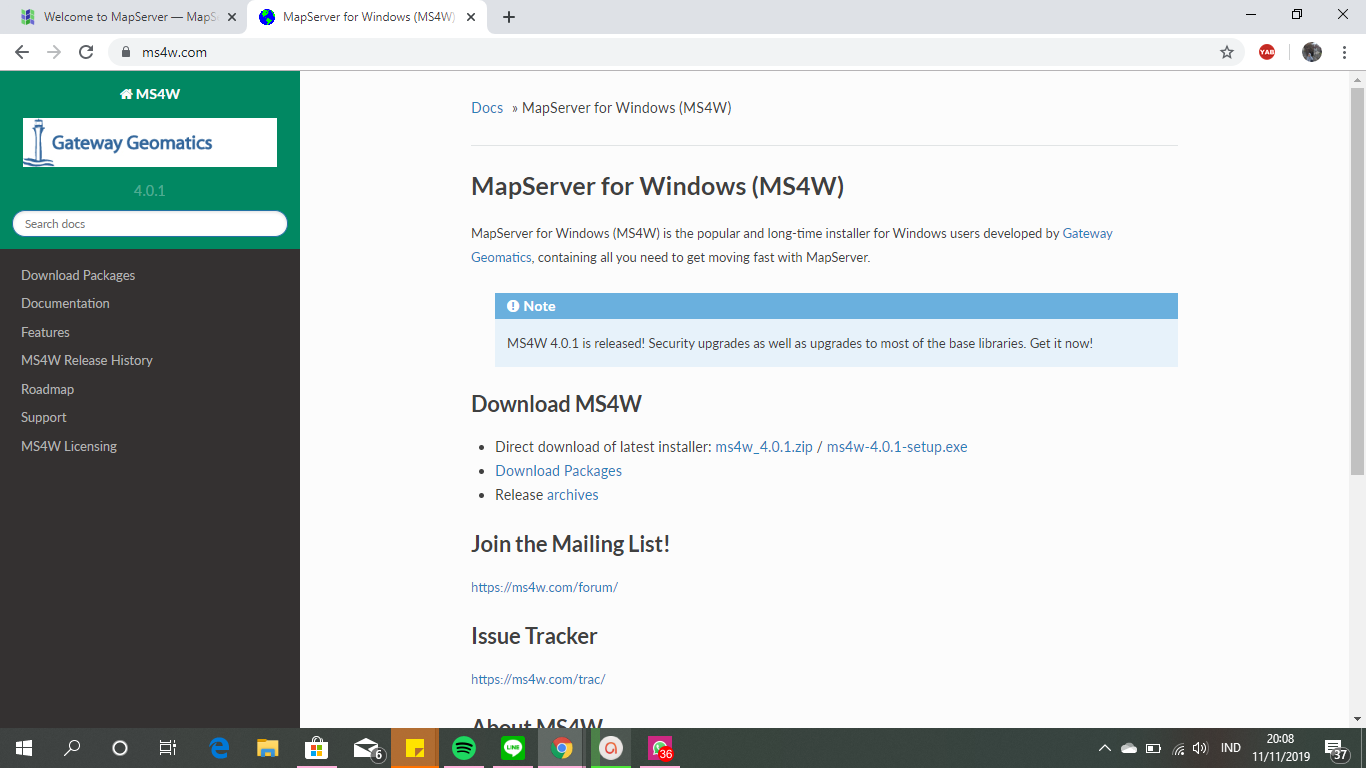 Welcome to MapServer — MapS
MapServer for Windows (MS4W)
ms4w.com
YAB
MS4W
Gateway Geomatics
4.0.1
Search docs
Download Packages
Documentation
Features
MS4W Release History
Roadmap
Support
MS4W Licensing
Docs » MapServer for Windows (MS4W)
MapServer for Windows (MS4W)
MapServer for Windows (MS4W) is the popular and long-time installer for Windows users developed by Gateway
Geomatics, containing all you need to get moving fast with MapServer.
Note
MS4W 4.0.1 is released! Security upgrades as well as upgrades to most of the base libraries. Get it now!
Download MS4W
Direct download of latest installer: ms4w_4.0.1.zip / ms4w-4.0.1-setup.exe
Download Packages
Release archives
Join the Mailing List!
https://ms4w.com/forum/
Issue Tracker
https://ms4w.com/trac/
About MS4W
6
LINE
36
IND
20:08
11/11/2019
37